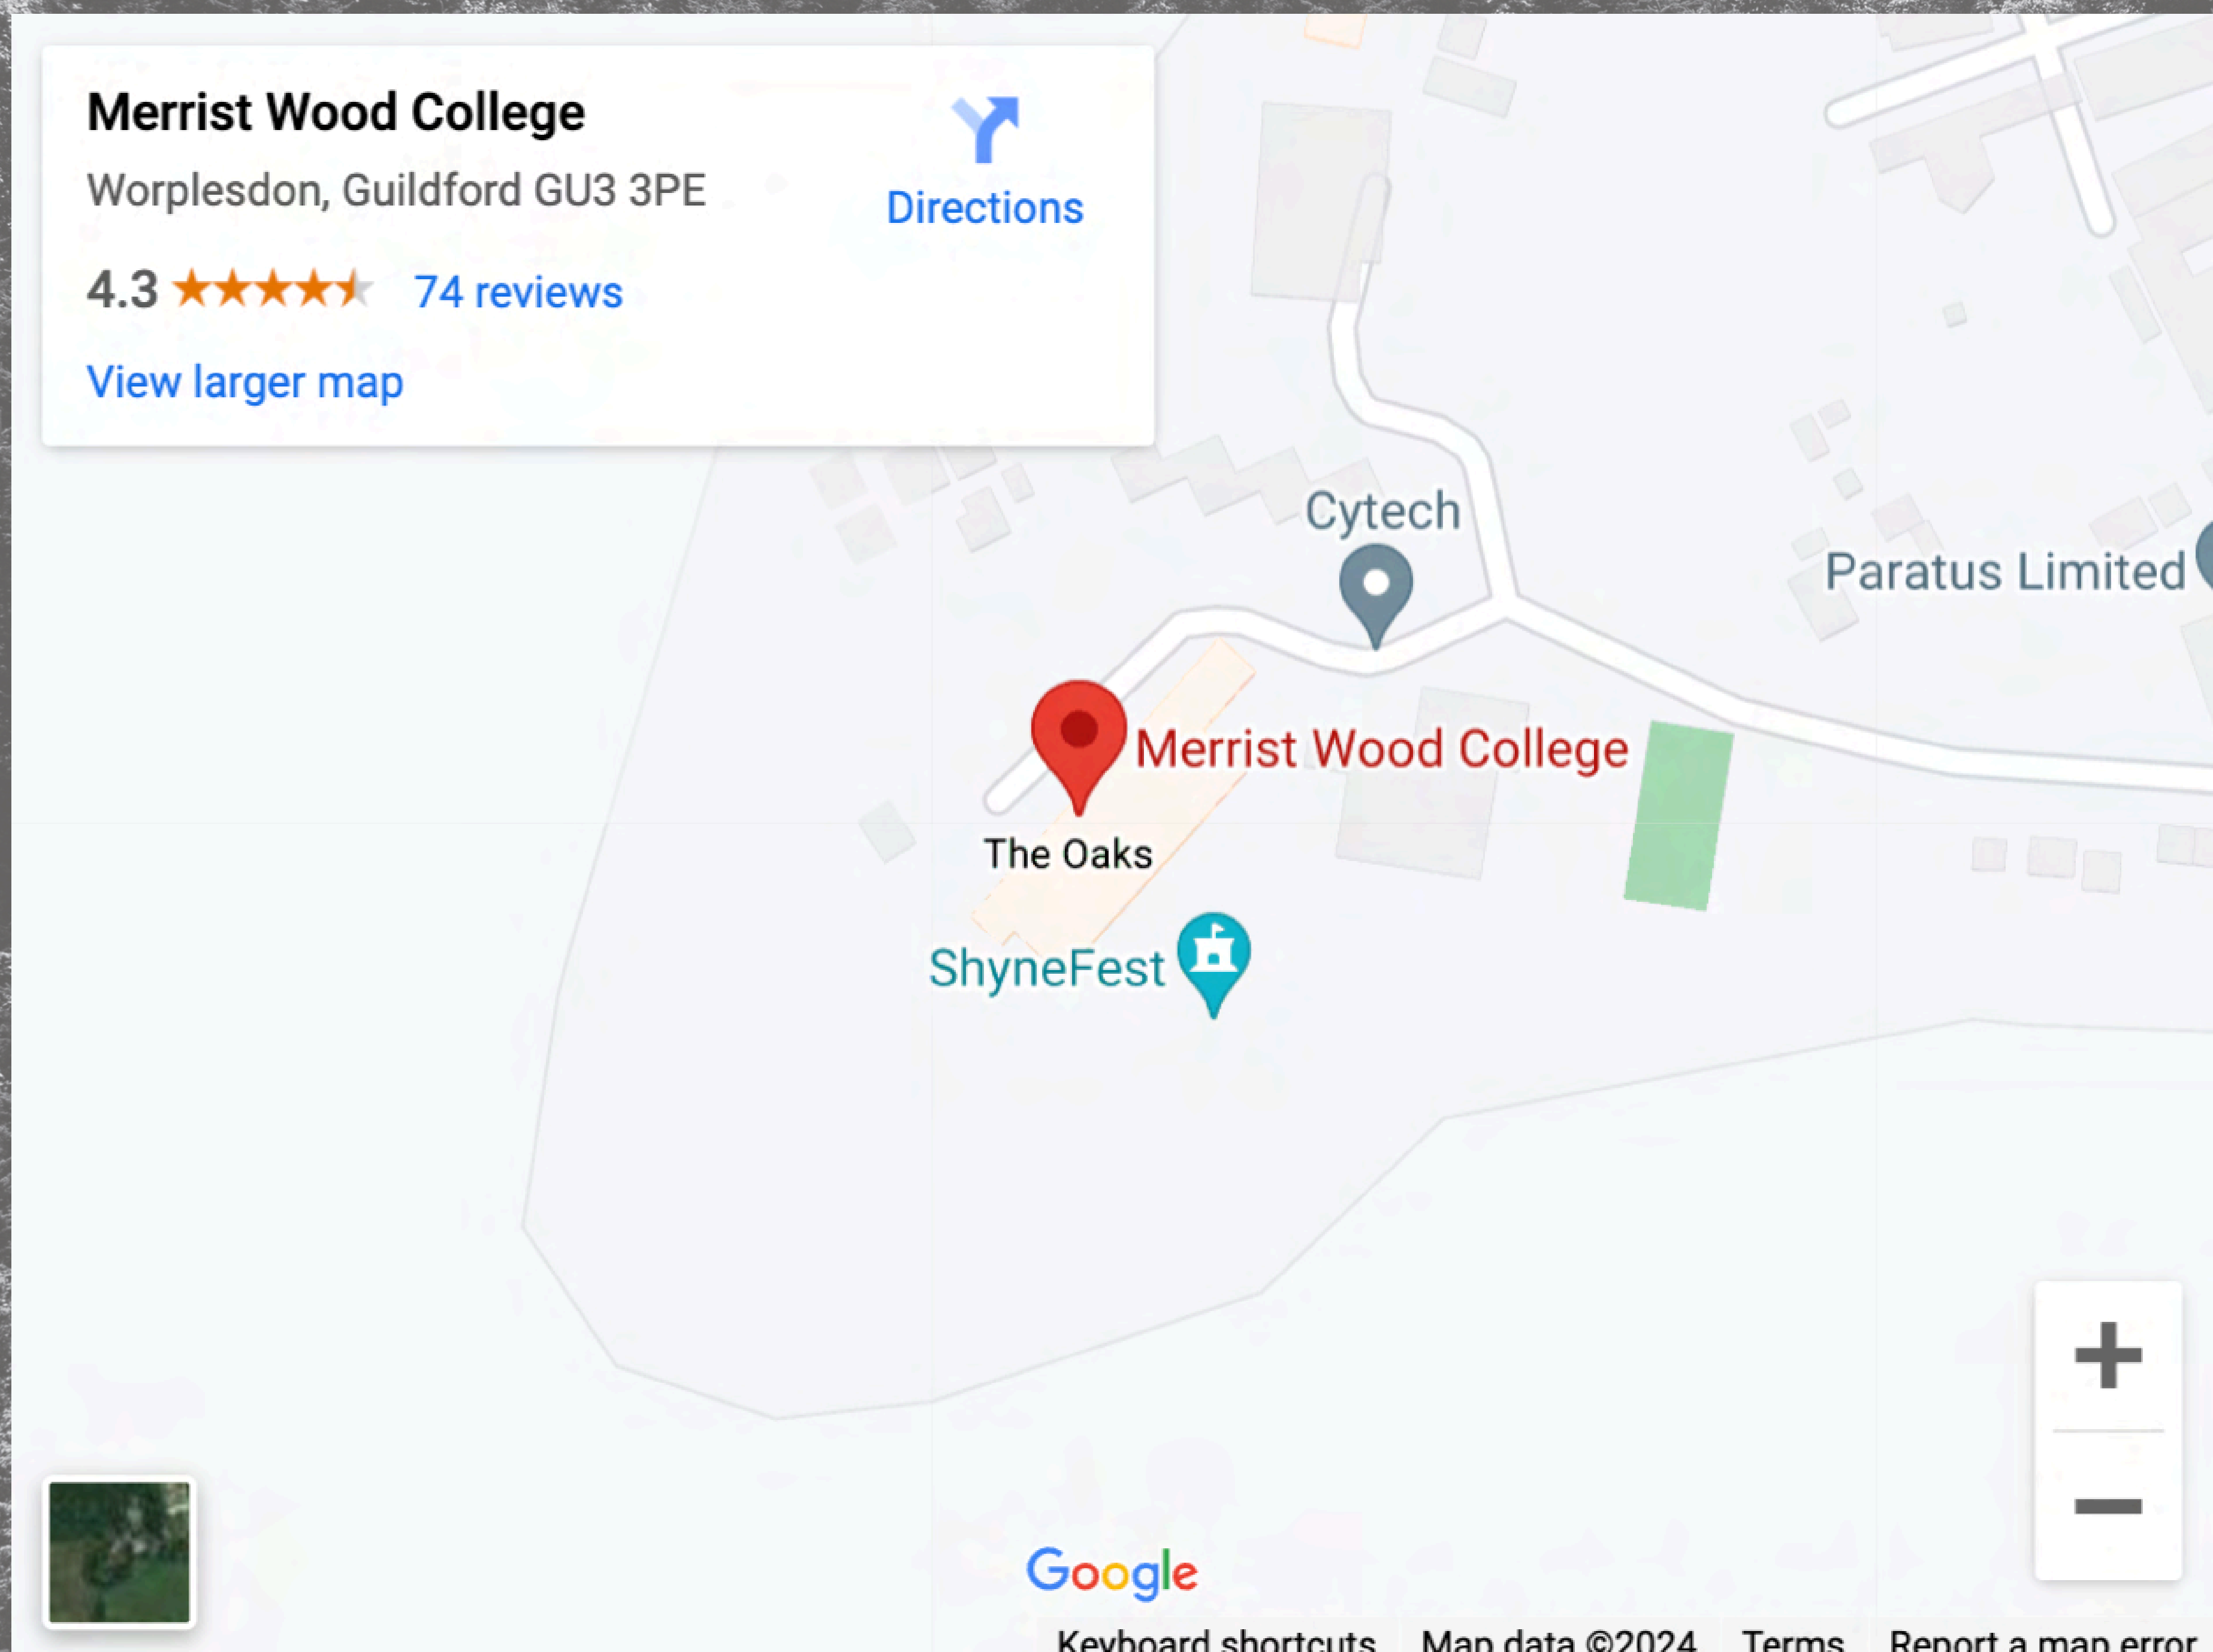 Merrist Wood College
Worplesdon, Guildford GU3 3PE
Directions
4.3
74 reviews
View larger map
Cytech
Paratus Limited
Merrist Wood College
The Oaks
ShyneFest
Google
Keyboard shortcuts
Map data ©2024
Terms
Report a map error